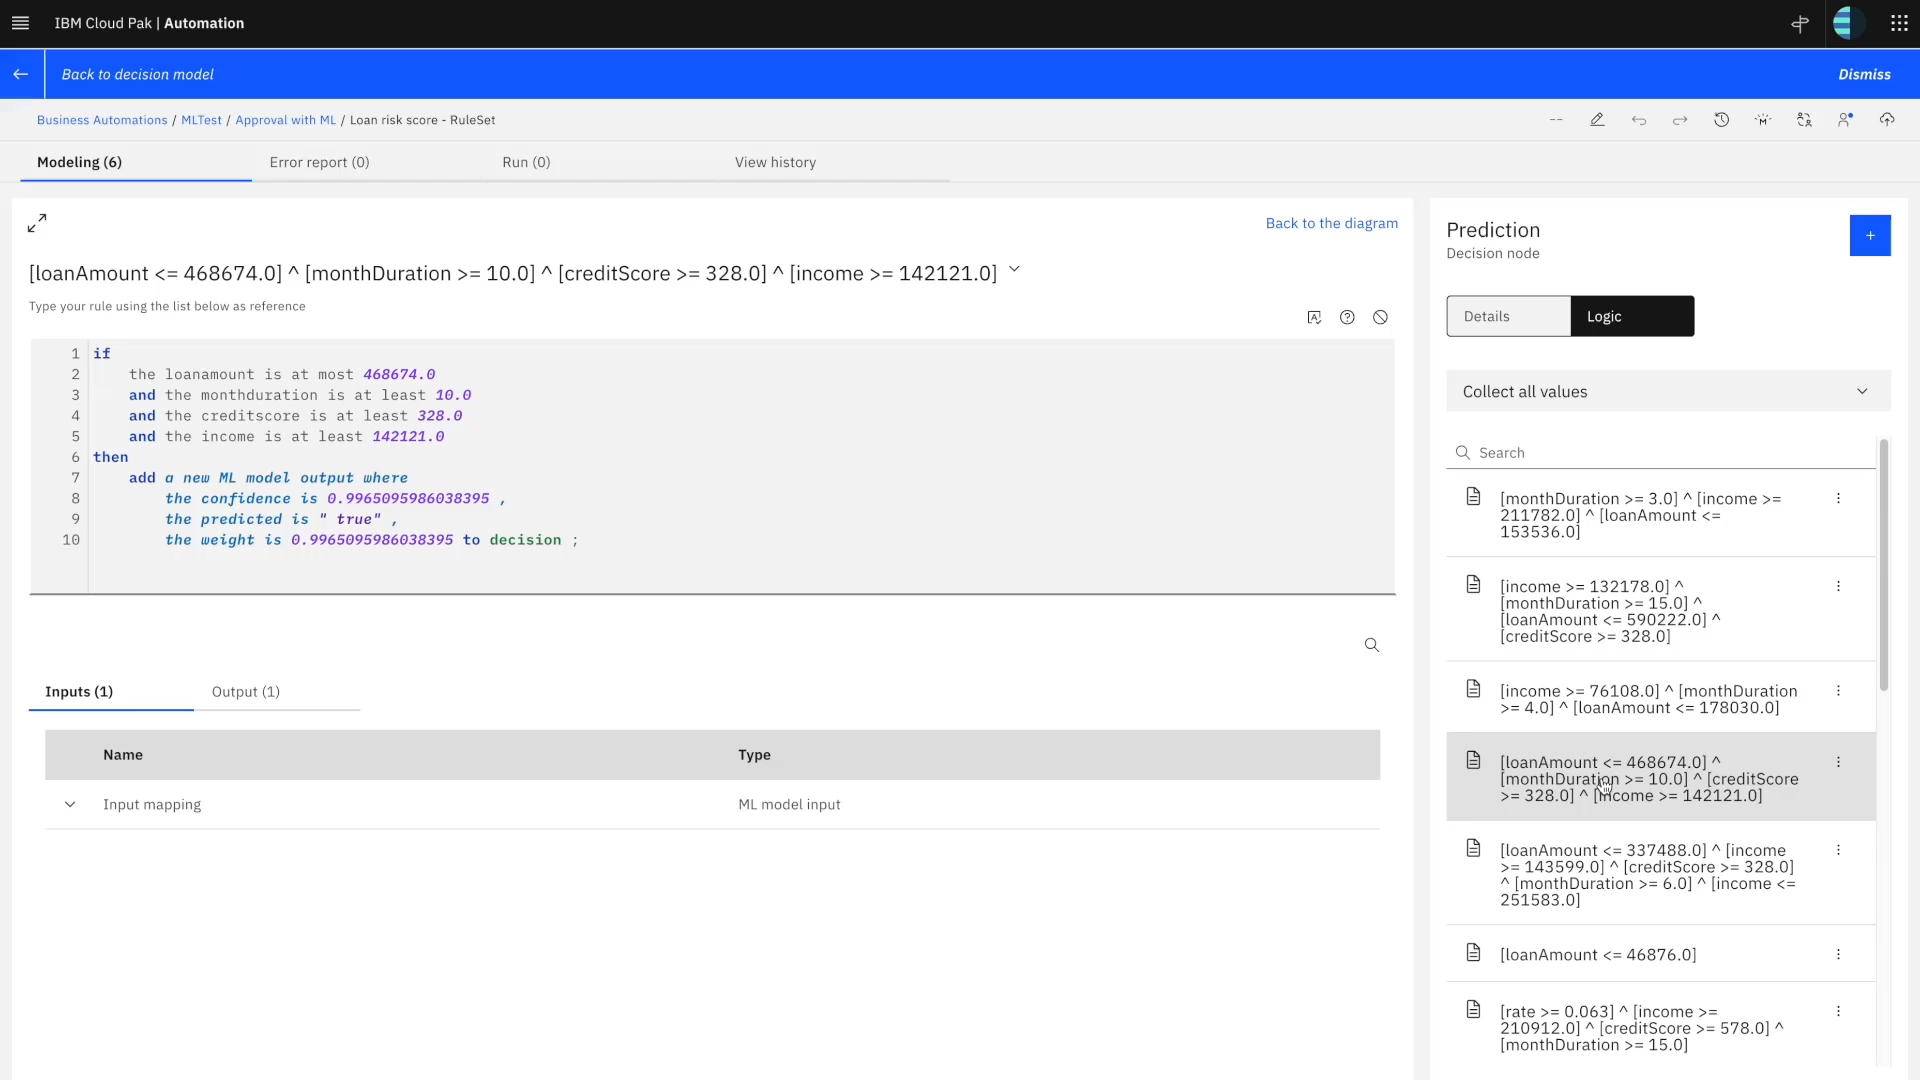 IBM Cloud Pak | Automation
Back to decision model
Dismiss
Business Automations / MLTest / Approval with ML / Loan risk score - RuleSet
--
Modeling (6)
Error report (0)
Run (0)
View history
Back to the diagram
[loanAmount <= 468674.0] ^ [monthDuration >= 10.0] ^ [creditScore >= 328.0] ^ [income >= 142121.0]
Type your rule using the list below as reference
1 if
2 the loanamount is at most 468674.0
3 and the monthduration is at least 10.0
4 and the creditscore is at least 328.0
5 and the income is at least 142121.0
6 then
7 add a new ML model output where
8 the confidence is 0.9965095986038395 ,
9 the predicted is " true" ,
10 the weight is 0.9965095986038395 to decision ;
Inputs (1)
Output (1)
Name
Type
Input mapping
ML model input
Prediction
Decision node
+
Details
Logic
Collect all values
Search
[monthDuration >= 3.0] ^ [income >=
211782.0] ^ [loanAmount <=
153536.0]
[income >= 132178.0] ^
[monthDuration >= 15.0] ^
[loanAmount <= 590222.0] ^
[creditScore >= 328.0]
[income >= 76108.0] ^ [monthDuration
>= 4.0] ^ [loanAmount <= 178030.0]
[loanAmount <= 468674.0] ^
[monthDuration >= 10.0] ^ [creditScore
>= 328.0] ^ [income >= 142121.0]
[loanAmount <= 337488.0] ^ [income
>= 143599.0] ^ [creditScore >= 328.0]
^ [monthDuration >= 6.0] ^ [income <=
251583.0]
[loanAmount <= 46876.0]
[rate >= 0.063] ^ [income >=
210912.0] ^ [creditScore >= 578.0] ^
[monthDuration >= 15.0]